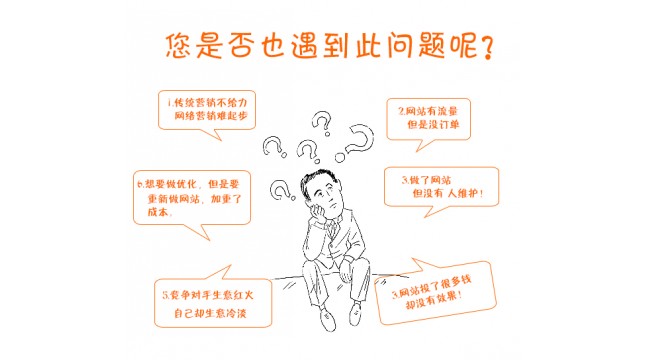 您是否也遇到此问题呢?
1.传统营销不给力
网络营销难起步
2.网站有流量
但是没订单
6.想要做优化，但是要
重新做网站，加重了
成本。
3.做了网站
但没有人维护!
5.竞争对手生意红火
自己却生意冷淡
3.网站投了很多钱
却没有效果!